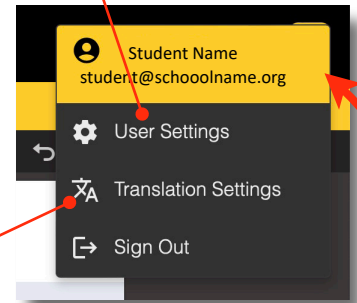 Student Name
student@schooolname.org
User Settings
Translation Settings
Sign Out